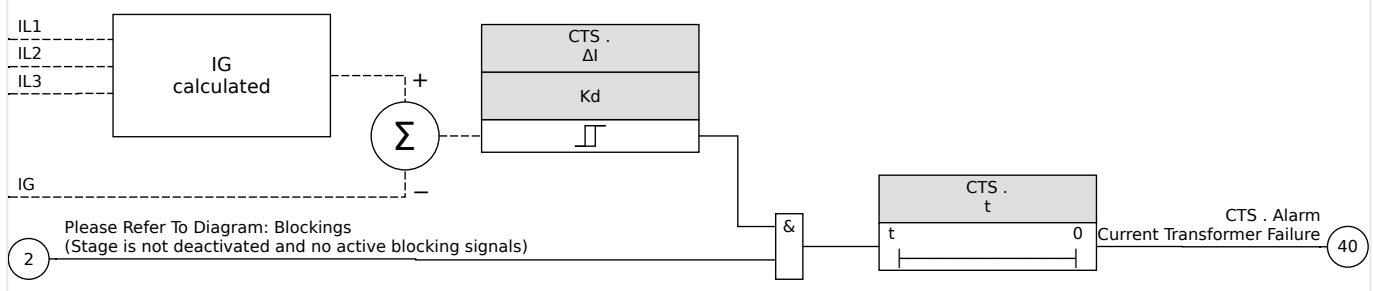 IL1
IL2
IL3
IG
calculated
+
Σ
−
IG
CTS .
ΔI
Kd
Please Refer To Diagram: Blockings
(Stage is not deactivated and no active blocking signals)
2
&
CTS .
t
t 0
CTS . Alarm
Current Transformer Failure
40